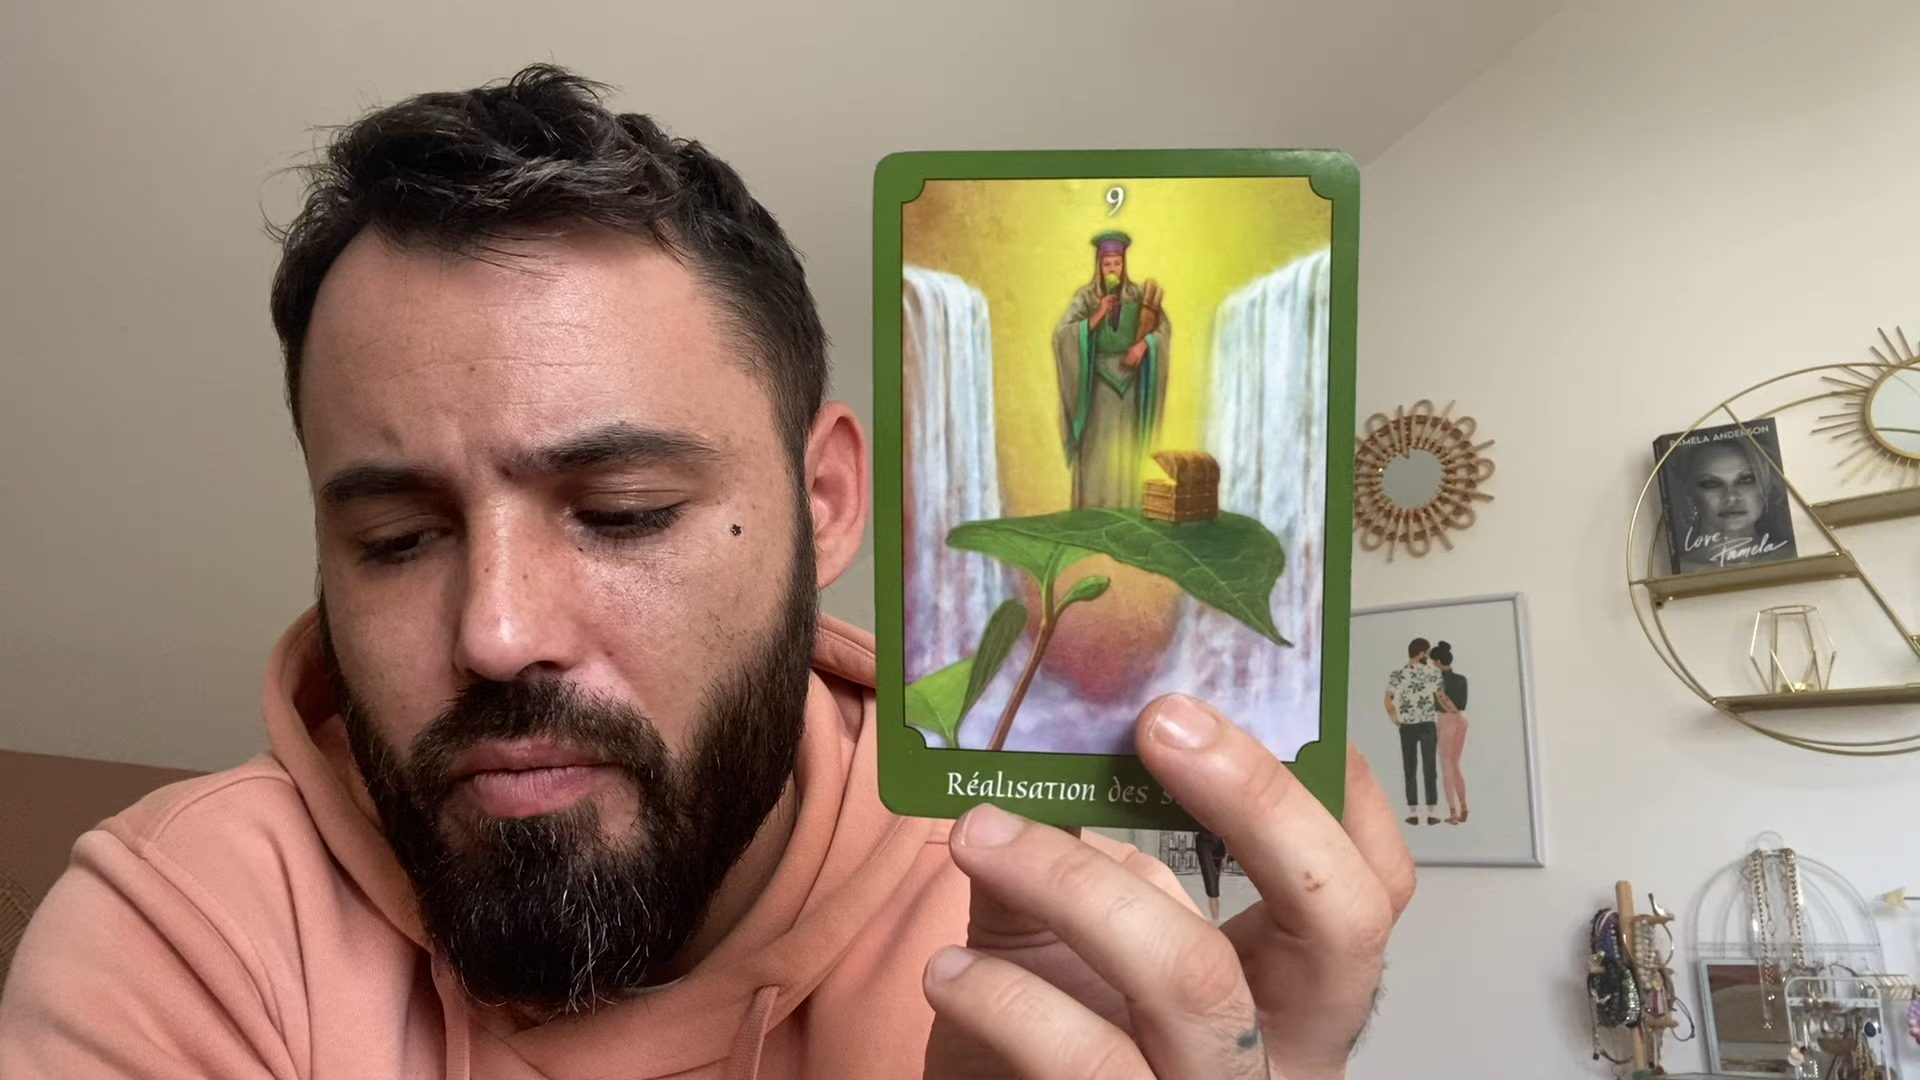 9
Réalisation des
PAMELA ANDERSON
Love,
Pamela